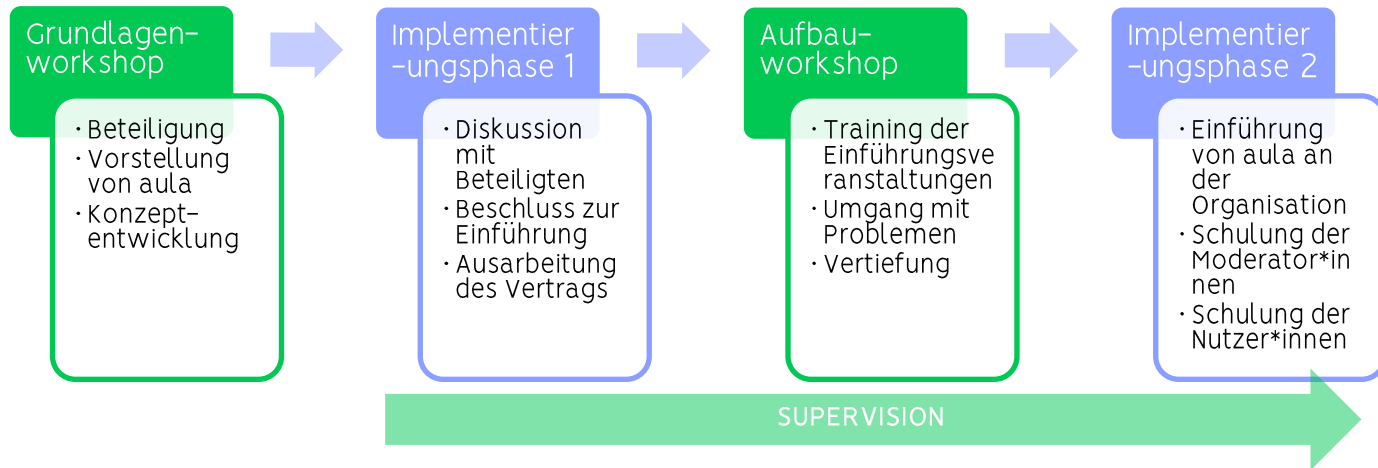 Grundlagen-
workshop
· Beteiligung
· Vorstellung
von aula
· Konzept-
entwicklung
Implementier
-ungsphase 1
· Diskussion
mit
Beteiligten
· Beschluss zur
Einführung
· Ausarbeitung
des Vertrags
Aufbau-
workshop
· Training der
Einführungsve
ranstaltungen
· Umgang mit
Problemen
· Vertiefung
Implementier
-ungsphase 2
· Einführung
von aula an
der
Organisation
· Schulung der
Moderator*in
nen
· Schulung der
Nutzer*innen
SUPERVISION